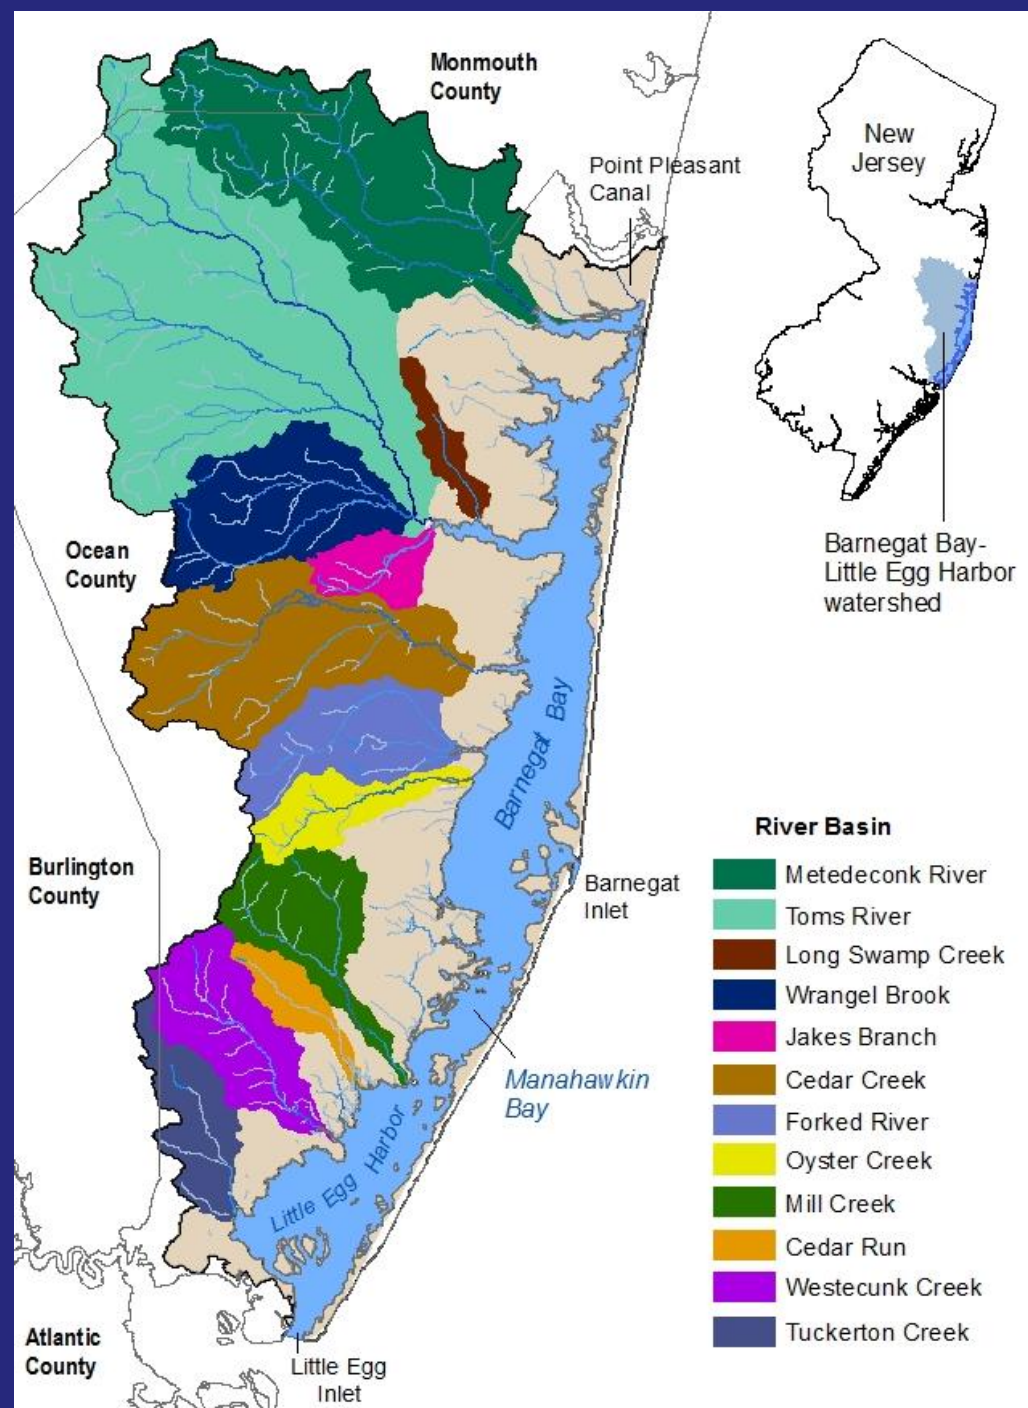 Monmouth
County
Point Pleasant
Canal
New
Jersey
Barnegat Bay-
Little Egg Harbor
watershed
Ocean
County
Barnegat Bay
Burlington
County
Barnegat
Inlet
Manahawkin
Bay
Little Egg Harbor
Atlantic
County
Little Egg
Inlet
River Basin
Metedeconk River
Toms River
Long Swamp Creek
Wrangel Brook
Jakes Branch
Cedar Creek
Forked River
Oyster Creek
Mill Creek
Cedar Run
Westecunk Creek
Tuckerton Creek